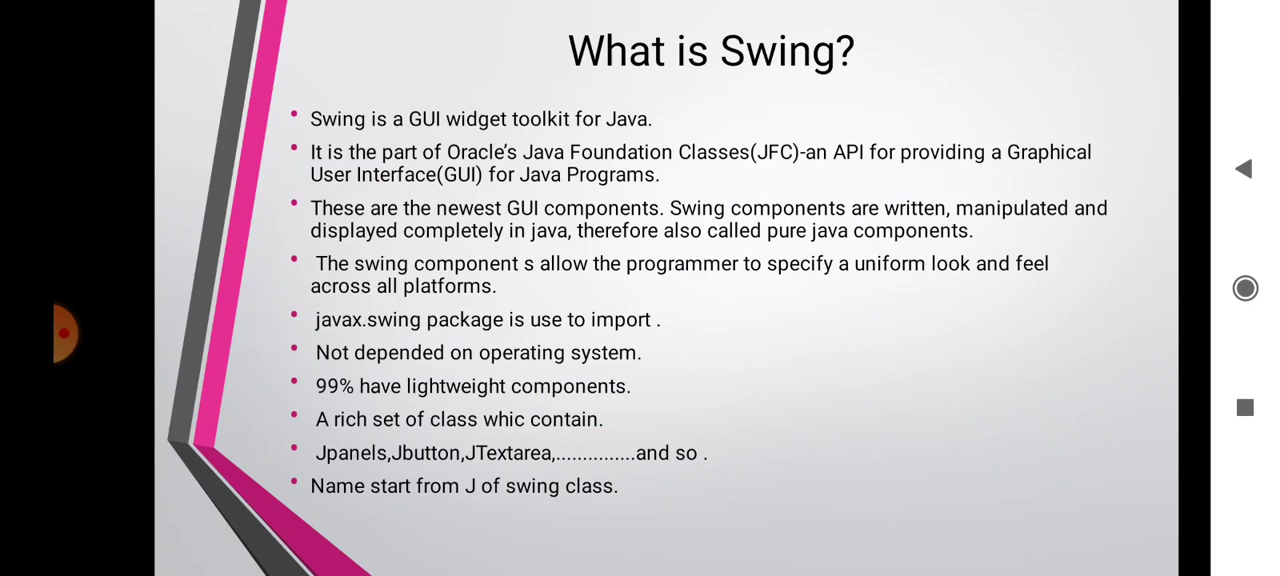 What is Swing?
• Swing is a GUI widget toolkit for Java.
• It is the part of Oracle's Java Foundation Classes(JFC)-an API for providing a Graphical
User Interface(GUI) for Java Programs.
• These are the newest GUI components. Swing components are written, manipulated and
displayed completely in java, therefore also called pure java components.
• The swing component s allow the programmer to specify a uniform look and feel
across all platforms.
• javax.swing package is use to import .
• Not depended on operating system.
• 99% have lightweight components.
• A rich set of class whic contain.
• Jpanels,Jbutton,JTextarea,...............and so .
• Name start from J of swing class.